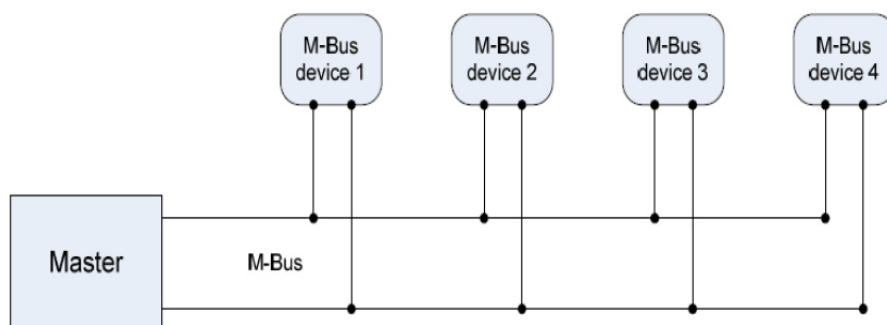 M-Bus
device 1
M-Bus
device 2
M-Bus
device 3
M-Bus
device 4
Master
M-Bus